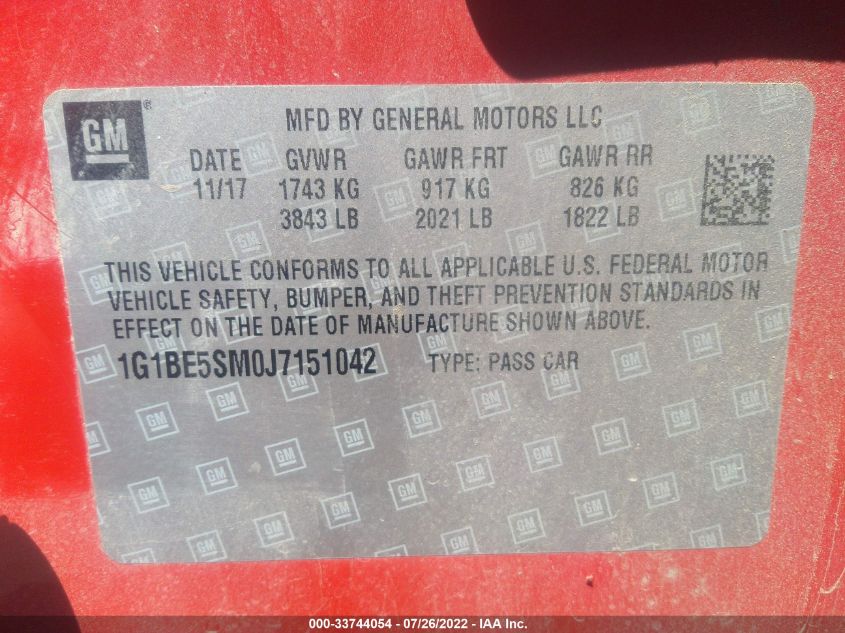 GM ®
MFD BY GENERAL MOTORS LLC
DATE GVWR GAWR FRT GAWR RR
11/17 1743 KG 917 KG 826 KG
3843 LB 2021 LB 1822 LB
THIS VEHICLE CONFORMS TO ALL APPLICABLE U.S. FEDERAL MOTOR
VEHICLE SAFETY, BUMPER, AND THEFT PREVENTION STANDARDS IN
EFFECT ON THE DATE OF MANUFACTURE SHOWN ABOVE.
1G1BE5SM0J7151042 TYPE: PASS CAR
000-33744054 - 07/26/2022 - IAA Inc.